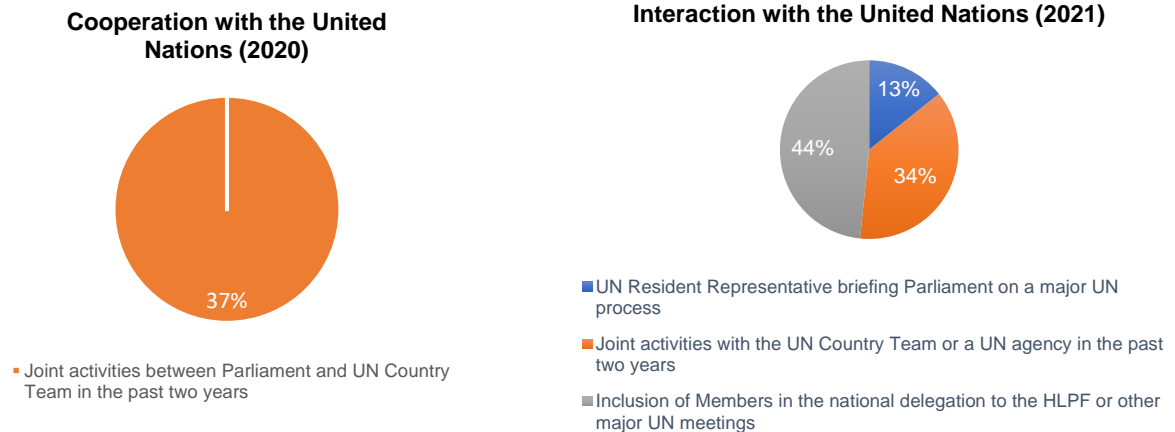 Cooperation with the United
Nations (2020)
37%
Joint activities between Parliament and UN Country
Team in the past two years
Interaction with the United Nations (2021)
13%
44%
34%
UN Resident Representative briefing Parliament on a major UN
process
Joint activities with the UN Country Team or a UN agency in the past
two years
Inclusion of Members in the national delegation to the HLPF or other
major UN meetings